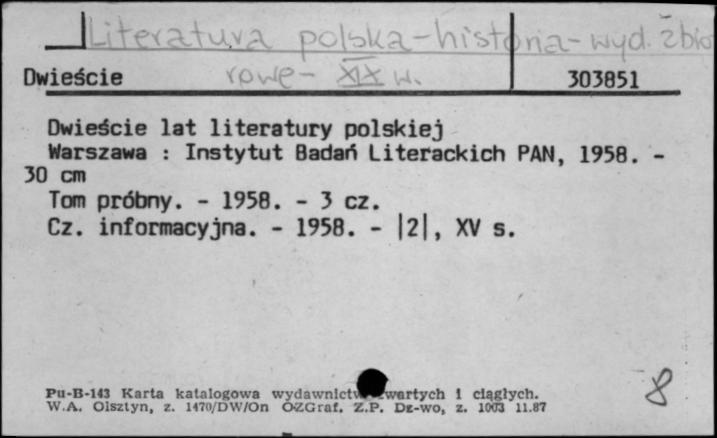 Literatura polska-historia-wyd. zbio
Dwieście rowe- XIX w. 303851
Dwieście lat literatury polskiej
Warszawa : Instytut Badań Literackich PAN, 1958. -
30 cm
Tom próbny. - 1958. - 3 cz.
Cz. informacyjna. - 1958. - |2|, XV s.
8
Pu-B-143 Karta katalogowa wydawnictw zwartych i ciągłych.
W.A. Olsztyn, z. 1470/DW/On OZGraf. Z.P. Dz-wo, z. 1003 11.87